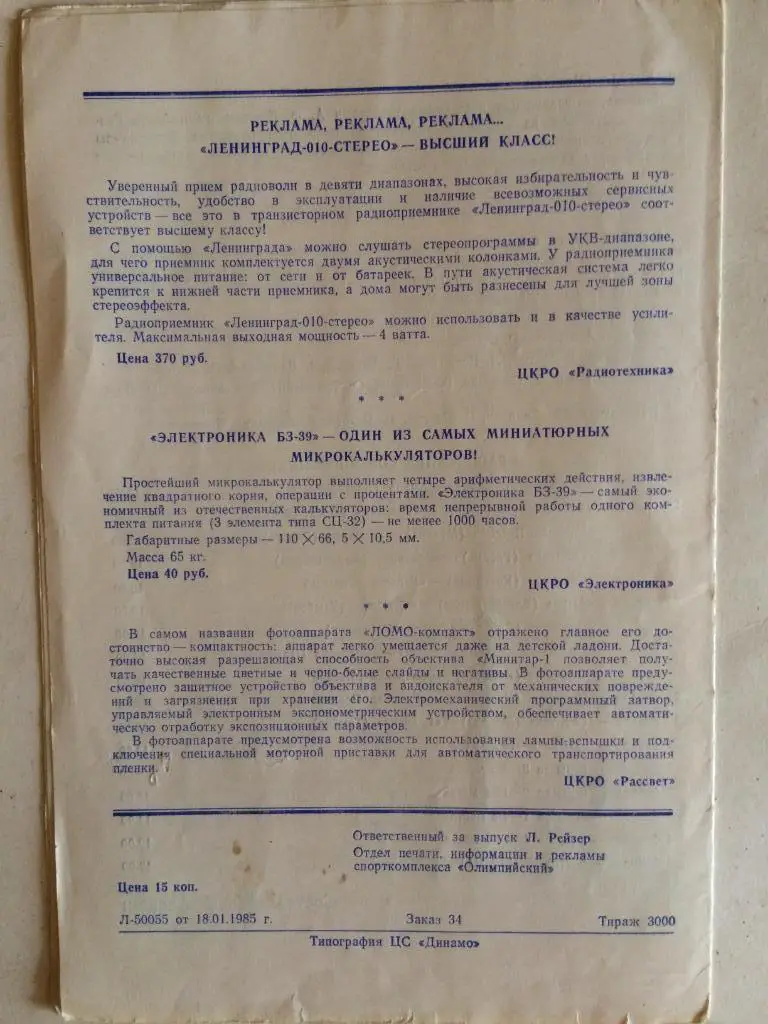 РЕКЛАМА, РЕКЛАМА, РЕКЛАМА...
«ЛЕНИНГРАД-010-СТЕРЕО» — ВЫСШИЙ КЛАСС!
Уверенный прием радиоволн в девяти диапазонах, высокая избирательность и чув-
ствительность, удобство в эксплуатации и наличие всевозможных сервисных
устройств — все это в транзисторном радиоприемнике «Ленинград-010-стерео» соот-
ветствует высшему классу!
С помощью «Ленинграда» можно слушать стереопрограммы в УКВ-диапазоне,
для чего приемник комплектуется двумя акустическими колонками. У радиоприемника
универсальное питание: от сети и от батареек. В пути акустическая система легко
крепится к нижней части приемника, а дома могут быть разнесены для лучшей зоны
стереоэффекта.
Радиоприемник «Ленинград-010-стерео» можно использовать и в качестве усили-
теля. Максимальная выходная мощность — 4 ватта.
Цена 370 руб.
ЦКРО «Радиотехника»
* * *
«ЭЛЕКТРОНИКА БЗ-39» — ОДИН ИЗ САМЫХ МИНИАТЮРНЫХ
МИКРОКАЛЬКУЛЯТОРОВ!
Простейший микрокалькулятор выполняет четыре арифметических действия, извле-
чение квадратного корня, операции с процентами. «Электроника БЗ-39» — самый эко-
номичный из отечественных калькуляторов: время непрерывной работы одного ком-
плекта питания (3 элемента типа СЦ-32) — не менее 1000 часов.
Габаритные размеры — 110 × 66, 5 × 10,5 мм.
Масса 65 кг.
Цена 40 руб.
ЦКРО «Электроника»
* * *
В самом названии фотоаппарата «ЛОМО-компакт» отражено главное его до-
стоинство — компактность: аппарат легко умещается даже на детской ладони. Доста-
точно высокая разрешающая способность объектива «Минитар-1 позволяет полу-
чать качественные цветные и черно-белые слайды и негативы. В фотоаппарате преду-
смотрено защитное устройство объектива и видоискателя от механических поврежде-
ний и загрязнения при хранении его. Электромеханический программный затвор,
управляемый электронным экспонометрическим устройством, обеспечивает автомати-
ческую отработку экспозиционных параметров.
В фотоаппарате предусмотрена возможность использования лампы-вспышки и под-
ключения специальной моторной приставки для автоматического транспортирования
пленки.
ЦКРО «Рассвет»
Ответственный за выпуск Л. Рейзер
Отдел печати, информации и рекламы
спорткомплекса «Олимпийский»
Цена 15 коп.
Л-50055 от 18.01.1985 г. Заказ 34 Тираж 3000
Типография ЦС «Динамо»